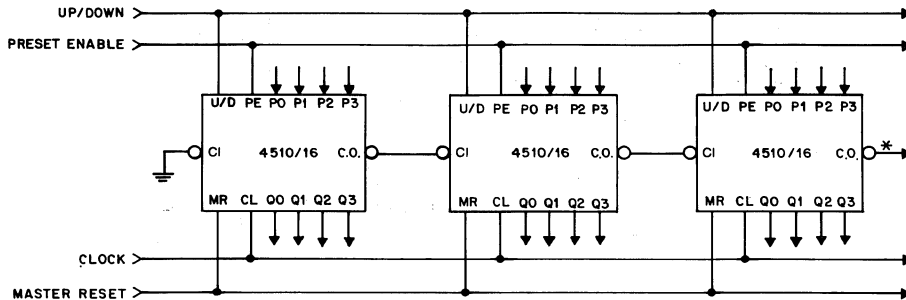 UP/DOWN
PRESET ENABLE
U/D PE P0 P1 P2 P3
CI 4510/16 C.O.
MR CL Q0 Q1 Q2 Q3
U/D PE P0 P1 P2 P3
CI 4510/16 C.O.
MR CL Q0 Q1 Q2 Q3
U/D PE P0 P1 P2 P3
CI 4510/16 C.O. *
MR CL Q0 Q1 Q2 Q3
CLOCK
MASTER RESET